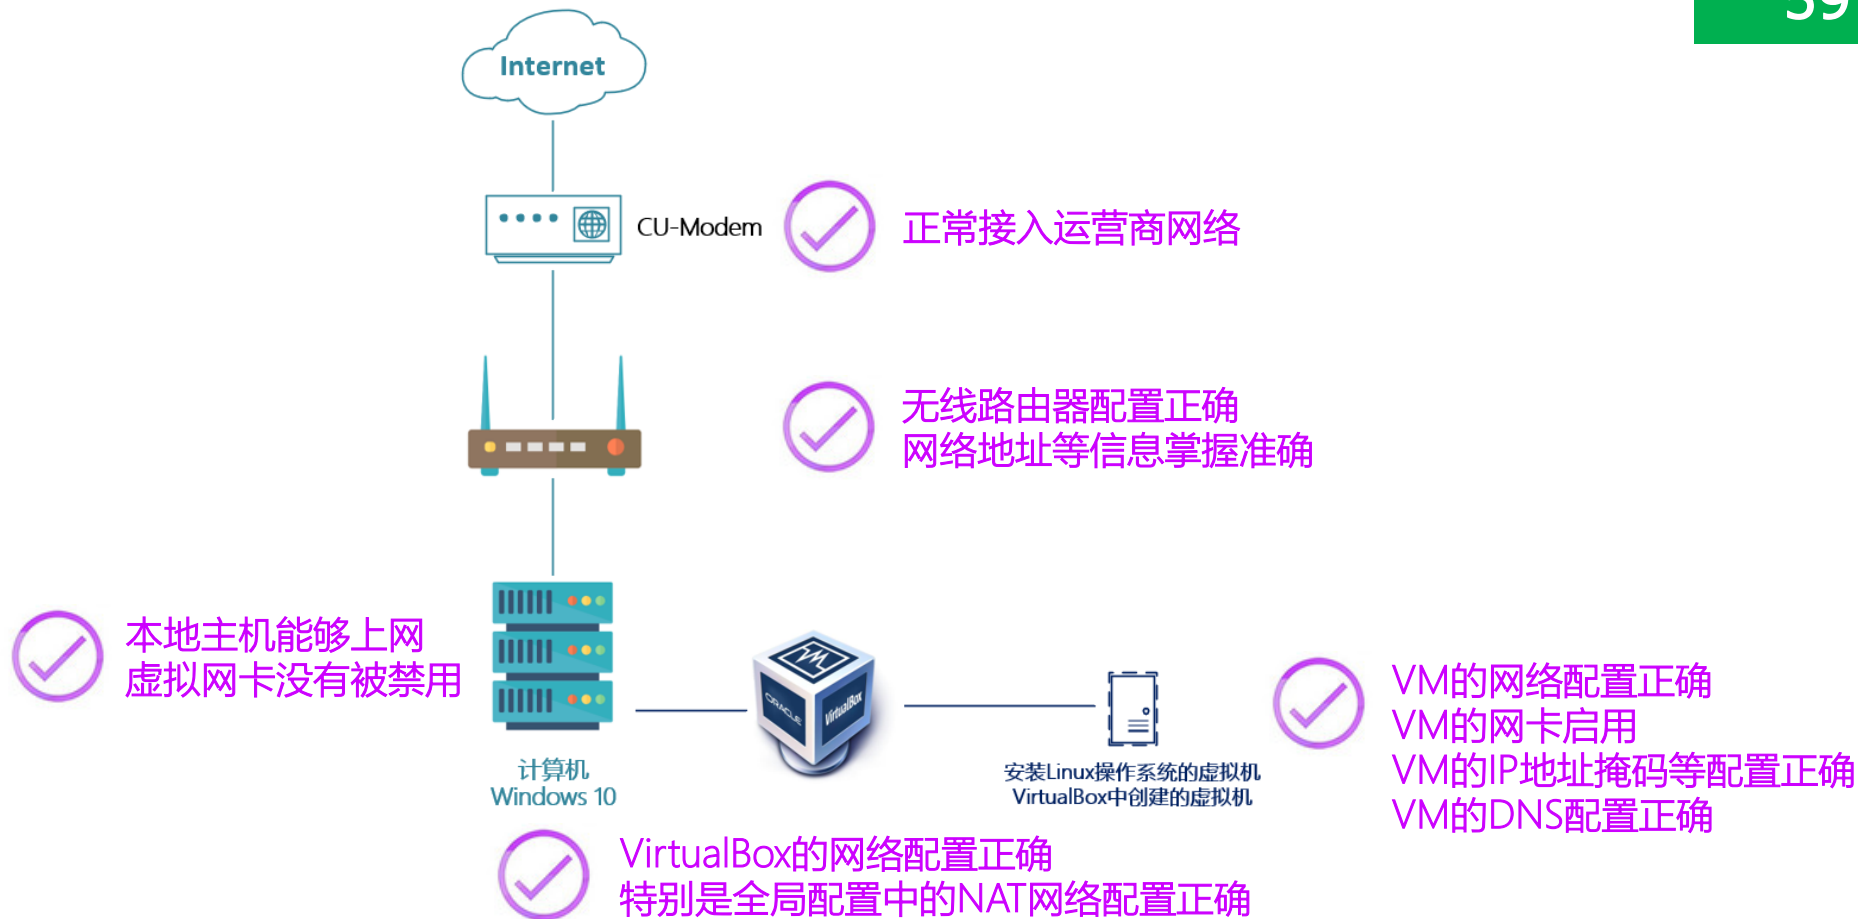 59
Internet
CU-Modem
正常接入运营商网络
无线路由器配置正确
网络地址等信息掌握准确
本地主机能够上网
虚拟网卡没有被禁用
ORACLE
VirtualBox
计算机
Windows 10
安装Linux操作系统的虚拟机
VirtualBox中创建的虚拟机
VM的网络配置正确
VM的网卡启用
VM的IP地址掩码等配置正确
VM的DNS配置正确
VirtualBox的网络配置正确
特别是全局配置中的NAT网络配置正确